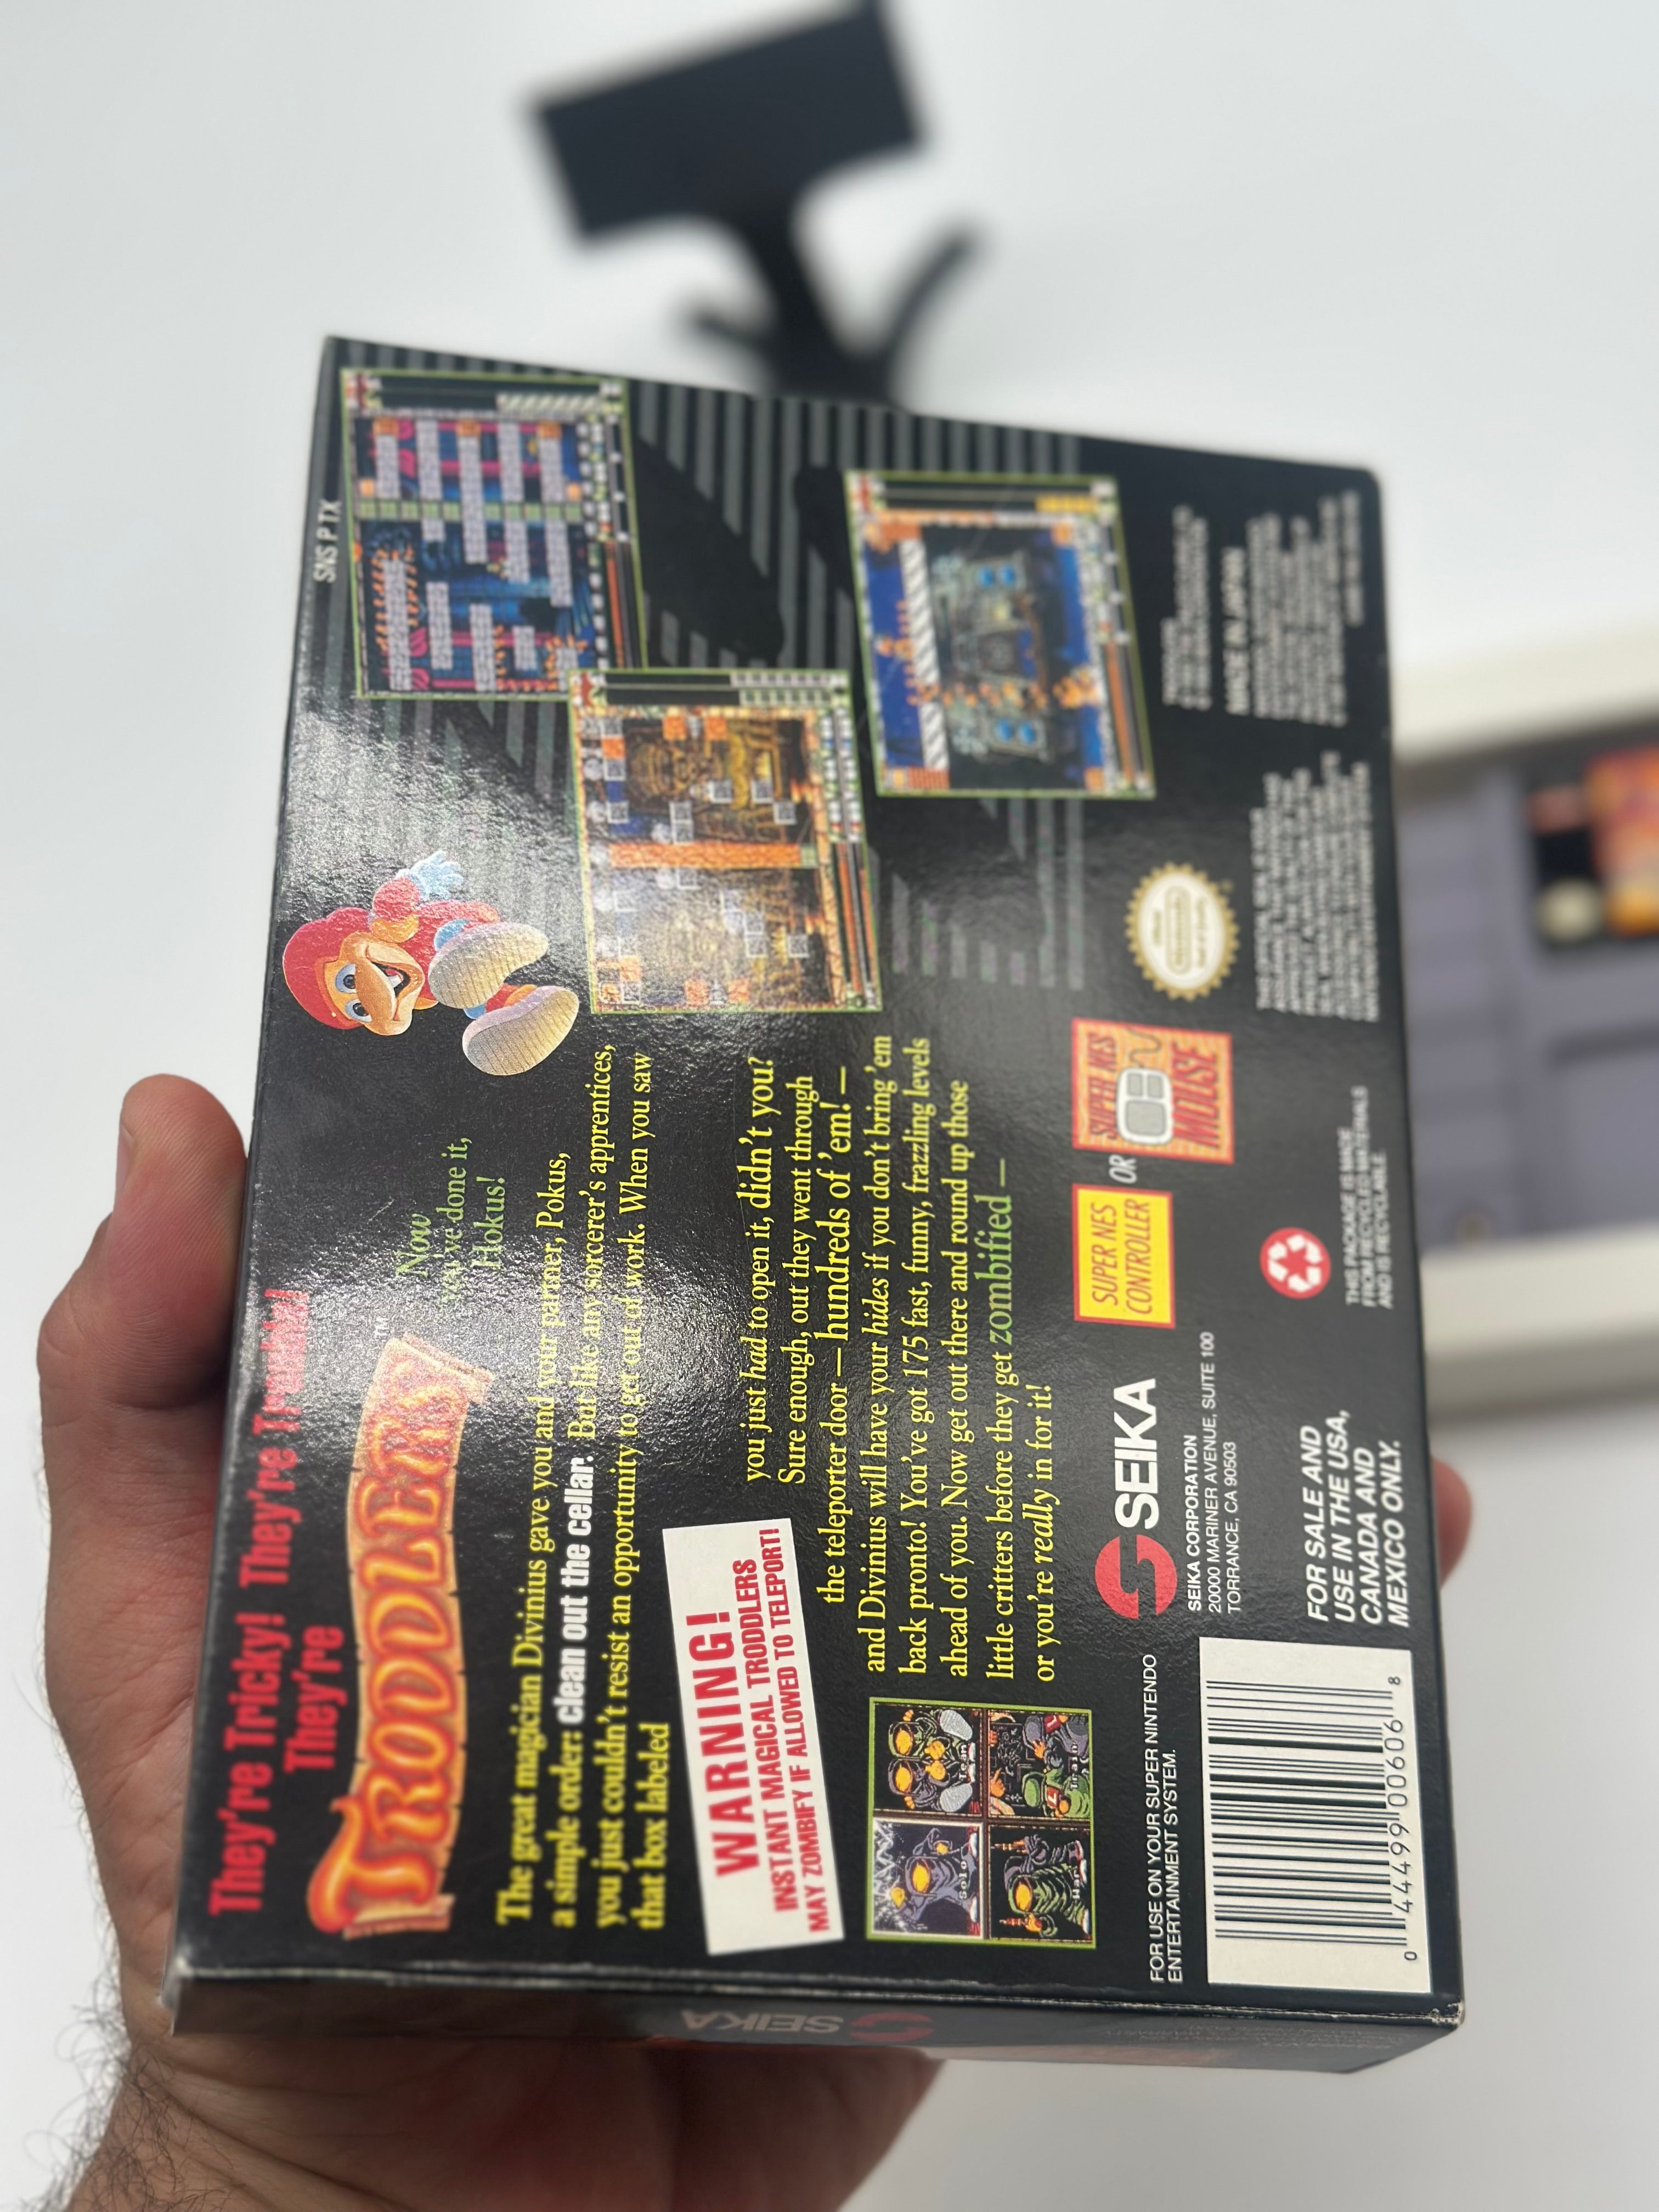 SNS P TX
They're Tricky! They're Trouble!
They're
TRODDLERS™
Now
you've done it,
Hokus!
The great magician Divinius gave you and your partner, Pokus,
a simple order: clean out the cellar. But like any sorcerer's apprentices,
you just couldn't resist an opportunity to get out of work. When you saw
that box labeled
WARNING!
INSTANT MAGICAL TRODDLERS
MAY ZOMBIFY IF ALLOWED TO TELEPORT!
you just had to open it, didn't you?
Sure enough, out they went through
the teleporter door — hundreds of 'em! —
and Divinius will have your hides if you don't bring 'em
back pronto! You've got 175 fast, funny, frazzling levels
ahead of you. Now get out there and round up those
little critters before they get zombified —
or you're really in for it!
Solo
Team
Hard
Train
FOR USE ON YOUR SUPER NINTENDO
ENTERTAINMENT SYSTEM.
SEIKA
SEIKA CORPORATION
20000 MARINER AVENUE, SUITE 100
TORRANCE, CA 90503
SUPER NES
CONTROLLER
OR
SUPER NES
MOUSE
0 44499 00606 8
FOR SALE AND
USE IN THE USA,
CANADA AND
MEXICO ONLY.
THIS PACKAGE IS MADE
FROM RECYCLED MATERIALS
AND IS RECYCLABLE
MADE IN JAPAN
SEIKA